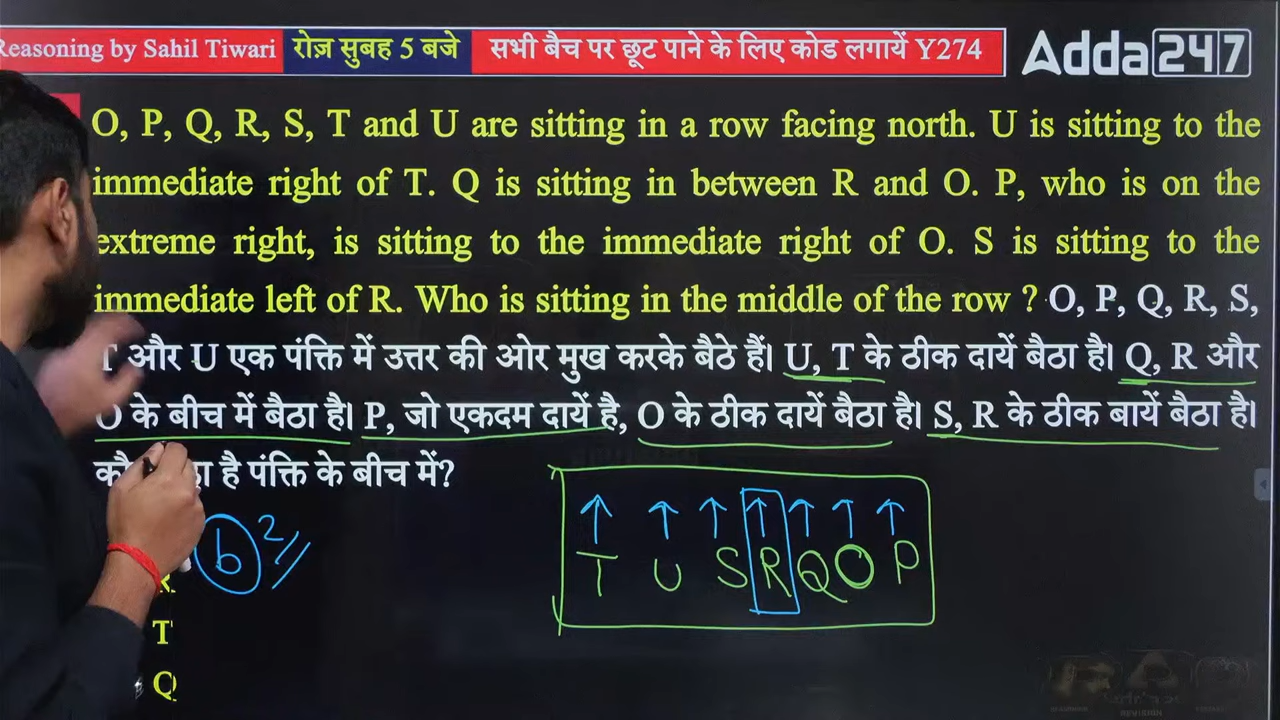 Reasoning by Sahil Tiwari रोज़ सुबह 5 बजे सभी बैच पर छूट पाने के लिए कोड लगायें Y274 Adda247
O, P, Q, R, S, T and U are sitting in a row facing north. U is sitting to the
immediate right of T. Q is sitting in between R and O. P, who is on the
extreme right, is sitting to the immediate right of O. S is sitting to the
immediate left of R. Who is sitting in the middle of the row ? O, P, Q, R, S,
T और U एक पंक्ति में उत्तर की ओर मुख करके बैठे हैं। U, T के ठीक दायें बैठा है। Q, R और
O के बीच में बैठा है। P, जो एकदम दायें है, O के ठीक दायें बैठा है। S, R के ठीक बायें बैठा है।
है पंक्ति के बीच में?
b 2
T U S R Q O P
R
T
Q